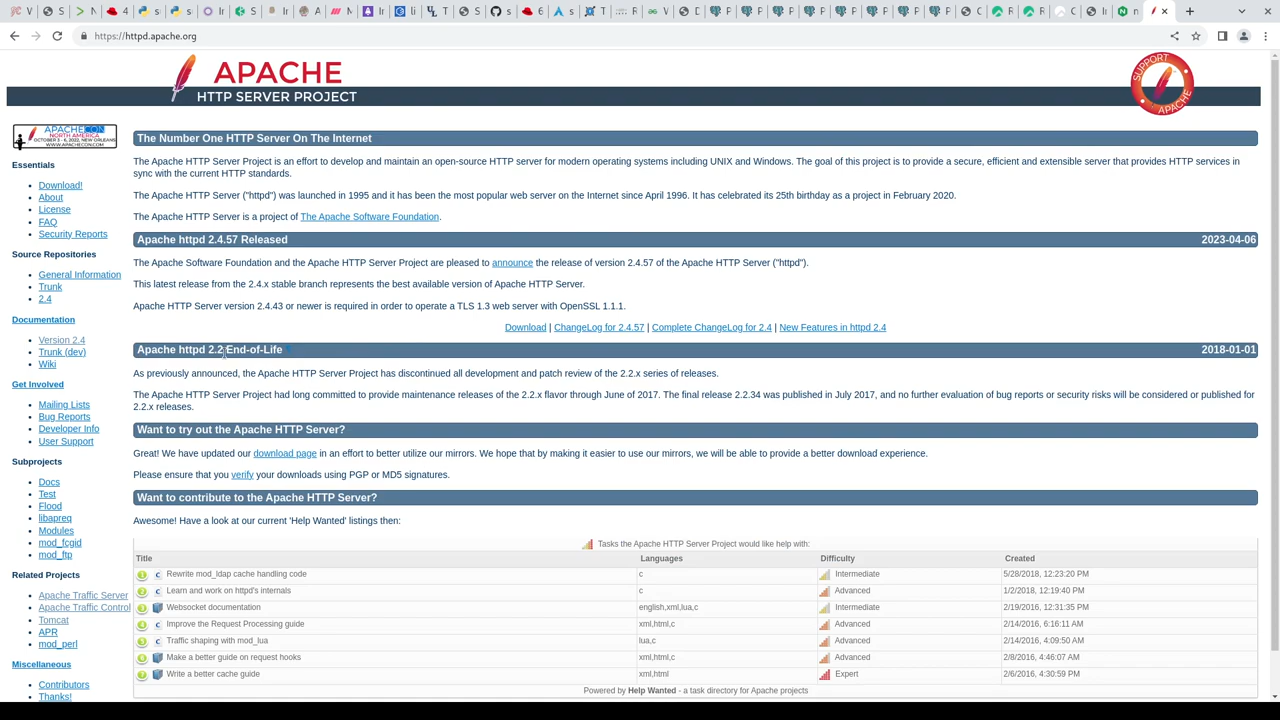 https://httpd.apache.org
APACHE
HTTP SERVER PROJECT
SUPPORT
APACHE
APACHECON
NORTH AMERICA
OCTOBER 3 - 6, 2022, NEW ORLEANS
WWW.APACHECON.COM
Essentials
Download!
About
License
FAQ
Security Reports
Source Repositories
General Information
Trunk
2.4
Documentation
Version 2.4
Trunk (dev)
Wiki
Get Involved
Mailing Lists
Bug Reports
Developer Info
User Support
Subprojects
Docs
Test
Flood
libapreq
Modules
mod_fcgid
mod_ftp
Related Projects
Apache Traffic Server
Apache Traffic Control
Tomcat
APR
mod_perl
Miscellaneous
Contributors
Thanks!
The Number One HTTP Server On The Internet
The Apache HTTP Server Project is an effort to develop and maintain an open-source HTTP server for modern operating systems including UNIX and Windows. The goal of this project is to provide a secure, efficient and extensible server that provides HTTP services in
sync with the current HTTP standards.
The Apache HTTP Server ("httpd") was launched in 1995 and it has been the most popular web server on the Internet since April 1996. It has celebrated its 25th birthday as a project in February 2020.
The Apache HTTP Server is a project of The Apache Software Foundation.
Apache httpd 2.4.57 Released 2023-04-06
The Apache Software Foundation and the Apache HTTP Server Project are pleased to announce the release of version 2.4.57 of the Apache HTTP Server ("httpd").
This latest release from the 2.4.x stable branch represents the best available version of Apache HTTP Server.
Apache HTTP Server version 2.4.43 or newer is required in order to operate a TLS 1.3 web server with OpenSSL 1.1.1.
Download | ChangeLog for 2.4.57 | Complete ChangeLog for 2.4 | New Features in httpd 2.4
Apache httpd 2.2 End-of-Life 2018-01-01
As previously announced, the Apache HTTP Server Project has discontinued all development and patch review of the 2.2.x series of releases.
The Apache HTTP Server Project had long committed to provide maintenance releases of the 2.2.x flavor through June of 2017. The final release 2.2.34 was published in July 2017, and no further evaluation of bug reports or security risks will be considered or published for
2.2.x releases.
Want to try out the Apache HTTP Server?
Great! We have updated our download page in an effort to better utilize our mirrors. We hope that by making it easier to use our mirrors, we will be able to provide a better download experience.
Please ensure that you verify your downloads using PGP or MD5 signatures.
Want to contribute to the Apache HTTP Server?
Awesome! Have a look at our current 'Help Wanted' listings then:
Tasks the Apache HTTP Server Project would like help with:
Title Languages Difficulty Created
Rewrite mod_ldap cache handling code c Intermediate 5/28/2018, 12:23:20 PM
Learn and work on httpd's internals c Advanced 1/2/2018, 12:19:40 PM
Websocket documentation english,xml,lua,c Intermediate 2/19/2016, 12:31:35 PM
Improve the Request Processing guide xml,html,c Advanced 2/14/2016, 6:16:11 AM
Traffic shaping with mod_lua lua,c Advanced 2/14/2016, 4:09:50 AM
Make a better guide on request hooks xml,html,c Advanced 2/8/2016, 4:46:07 AM
Write a better cache guide xml,html Expert 2/6/2016, 4:30:59 PM
Powered by Help Wanted - a task directory for Apache projects